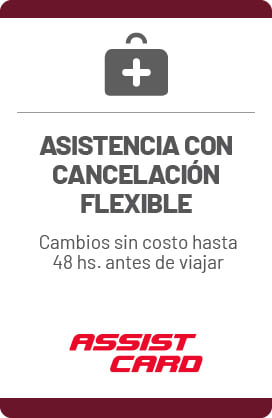 ASISTENCIA CON
CANCELACIÓN
FLEXIBLE
Cambios sin costo hasta
48 hs. antes de viajar
ASSIST
CARD